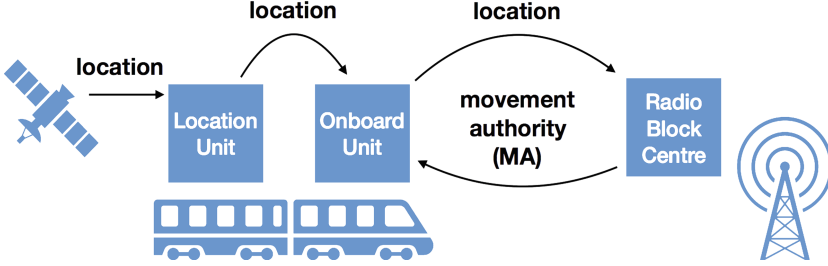 location
location
location
Location
Unit
Onboard
Unit
movement
authority
(MA)
Radio
Block
Centre